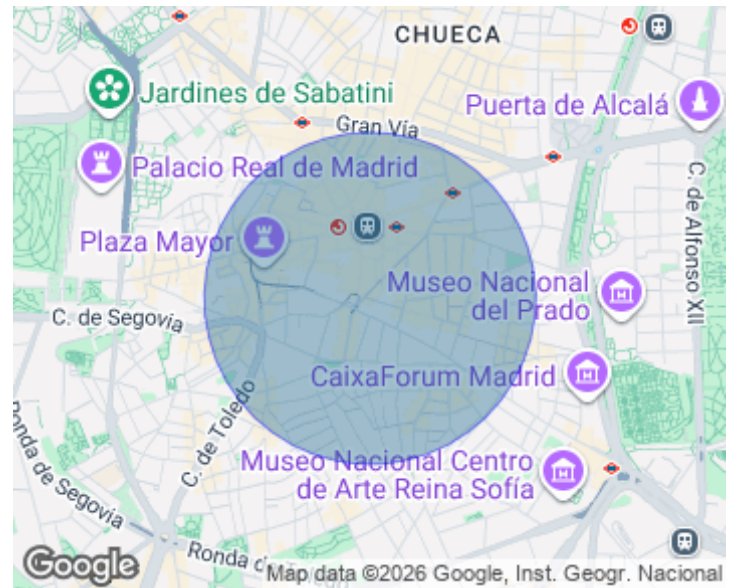 CHUECA
Jardines de Sabatini
Puerta de Alcalá
Gran Vía
Palacio Real de Madrid
Plaza Mayor
C. de Alfonso XII
Museo Nacional
del Prado
C. de Segovia
CaixaForum Madrid
C. de Toledo
Ronda de Segovia
Museo Nacional Centro
de Arte Reina Sofía
Ronda de
Google
Map data ©2026 Google, Inst. Geogr. Nacional